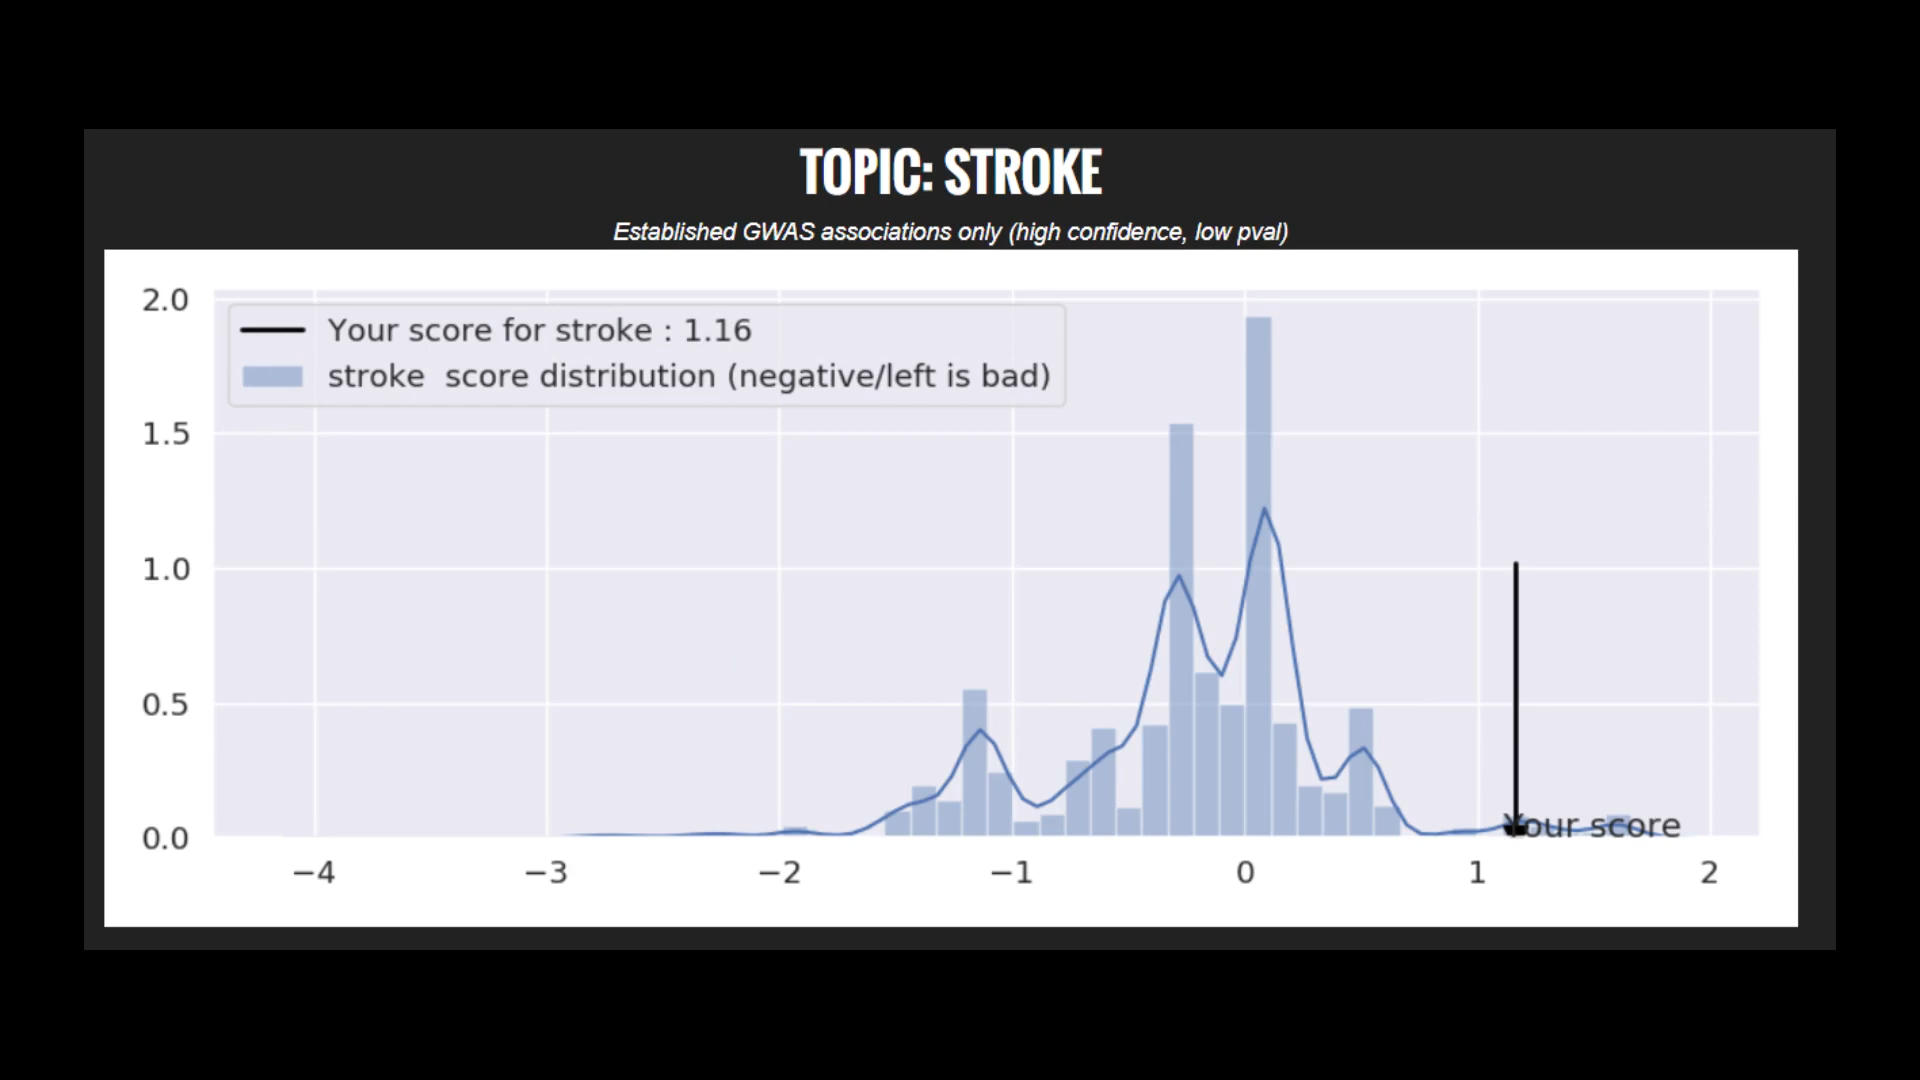 TOPIC: STROKE
Established GWAS associations only (high confidence, low pval)
Your score for stroke : 1.16
stroke  score distribution (negative/left is bad)
2.0
1.5
1.0
0.5
0.0
Your score
−4 −3 −2 −1 0 1 2